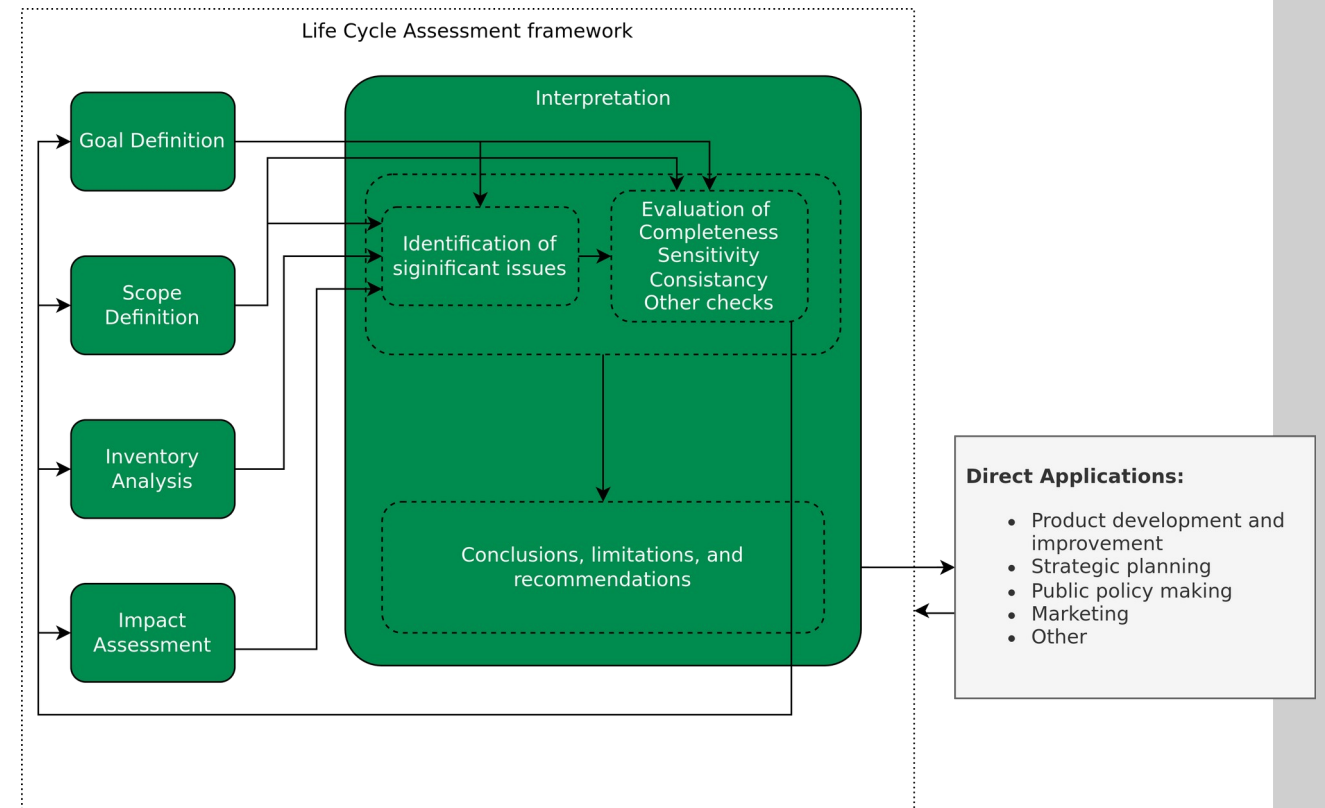 Life Cycle Assessment framework
Interpretation
Goal Definition
Scope
Definition
Inventory
Analysis
Impact
Assessment
Identification of
siginificant issues
Evaluation of
Completeness
Sensitivity
Consistancy
Other checks
Conclusions, limitations, and
recommendations
Direct Applications:
• Product development and
improvement
• Strategic planning
• Public policy making
• Marketing
• Other